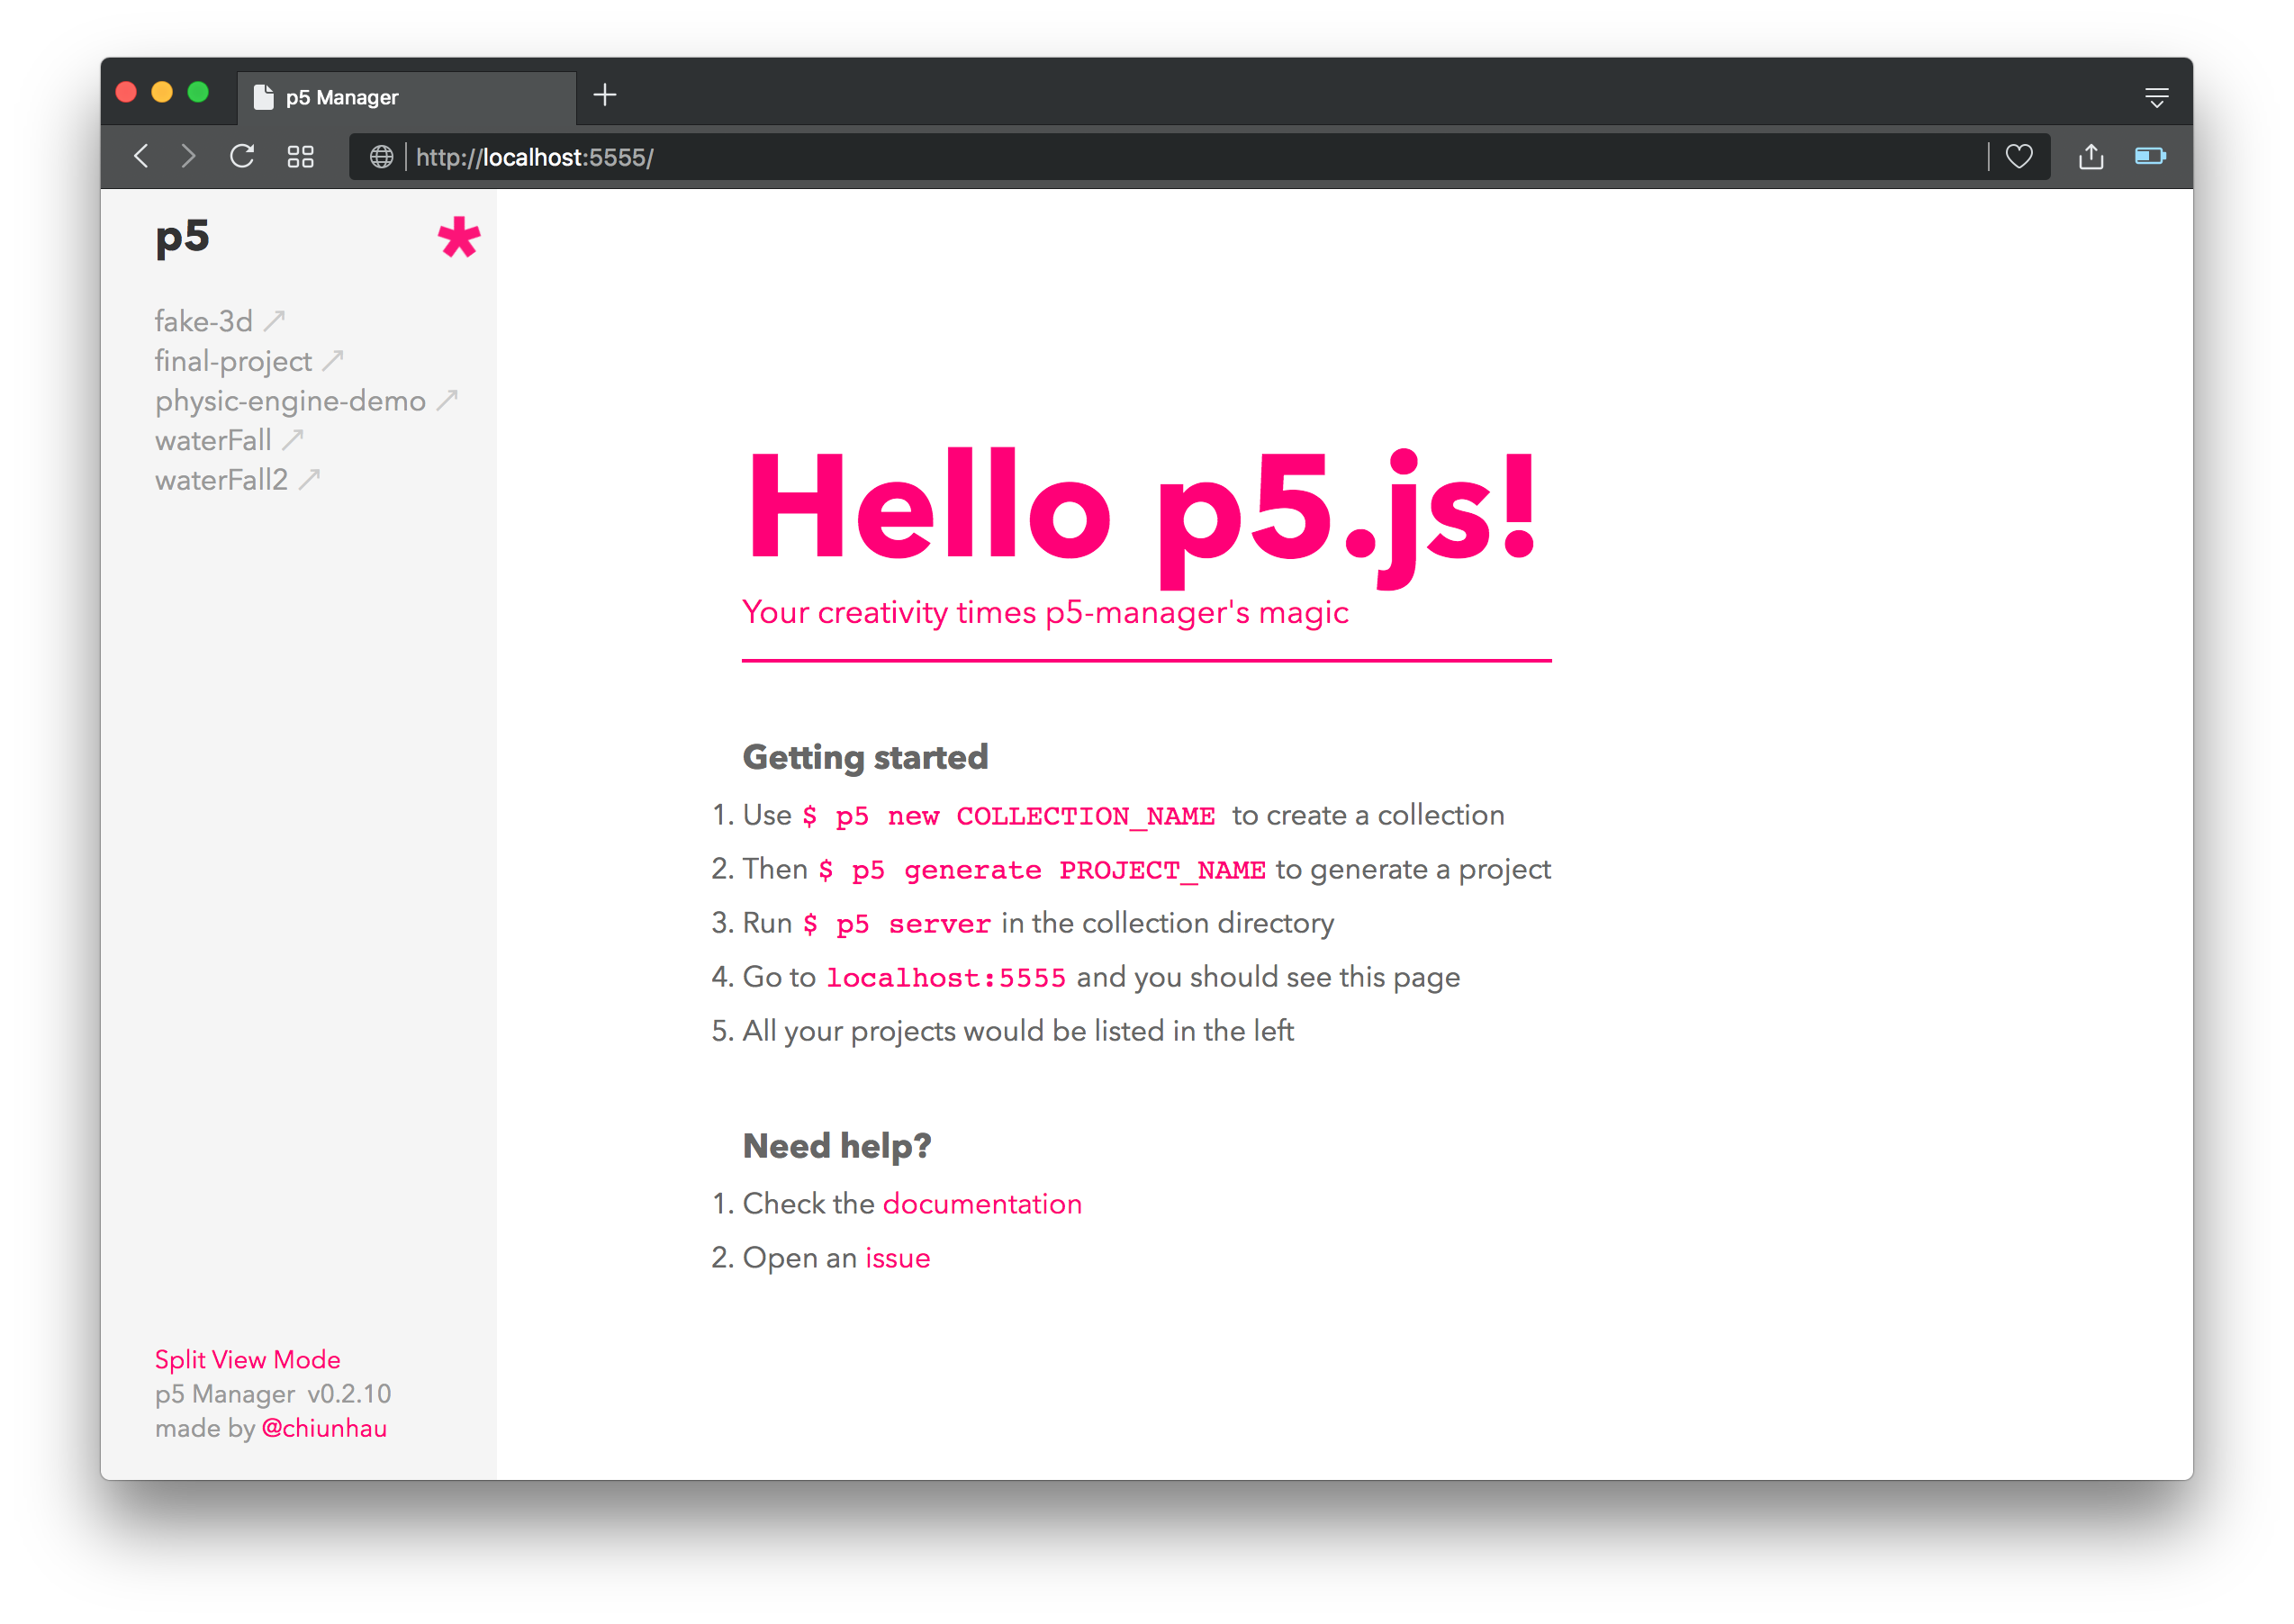 p5 Manager
http://localhost:5555/
p5
fake-3d ↗
final-project ↗
physic-engine-demo ↗
waterFall ↗
waterFall2 ↗
Hello p5.js!
Your creativity times p5-manager's magic
Getting started
1. Use $ p5 new COLLECTION_NAME to create a collection
2. Then $ p5 generate PROJECT_NAME to generate a project
3. Run $ p5 server in the collection directory
4. Go to localhost:5555 and you should see this page
5. All your projects would be listed in the left
Need help?
1. Check the documentation
2. Open an issue
Split View Mode
p5 Manager v0.2.10
made by @chiunhau